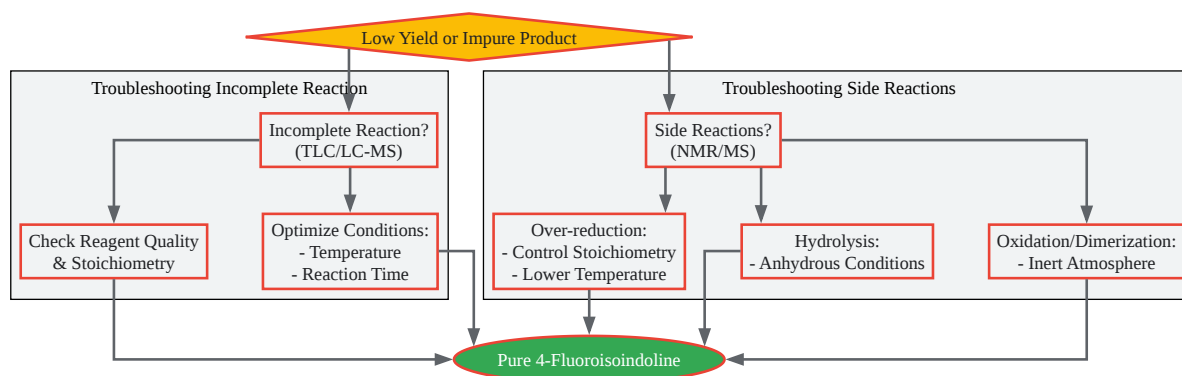 Low Yield or Impure Product
Troubleshooting Incomplete Reaction
Troubleshooting Side Reactions
Incomplete Reaction?
(TLC/LC-MS)
Side Reactions?
(NMR/MS)
Check Reagent Quality
& Stoichiometry
Optimize Conditions:
- Temperature
- Reaction Time
Over-reduction:
- Control Stoichiometry
- Lower Temperature
Hydrolysis:
- Anhydrous Conditions
Oxidation/Dimerization:
- Inert Atmosphere
Pure 4-Fluoroisoindoline